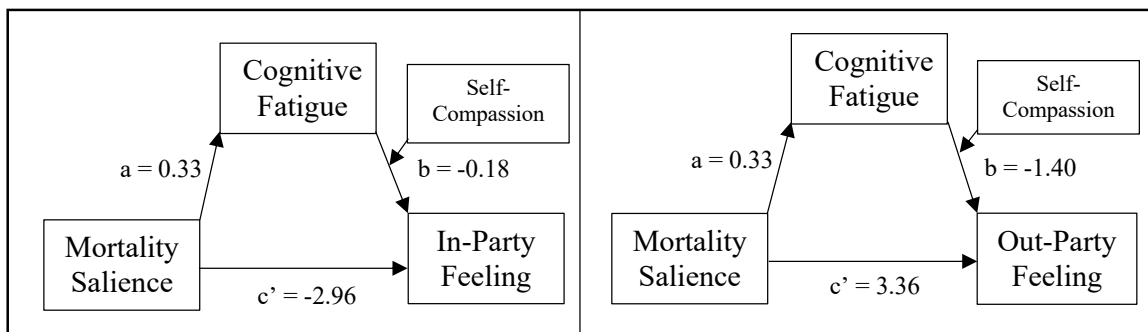 Cognitive
Fatigue
Self-
Compassion
a = 0.33
b = -0.18
Mortality
Salience
In-Party
Feeling
c’ = -2.96
Cognitive
Fatigue
Self-
Compassion
a = 0.33
b = -1.40
Mortality
Salience
Out-Party
Feeling
c’ = 3.36